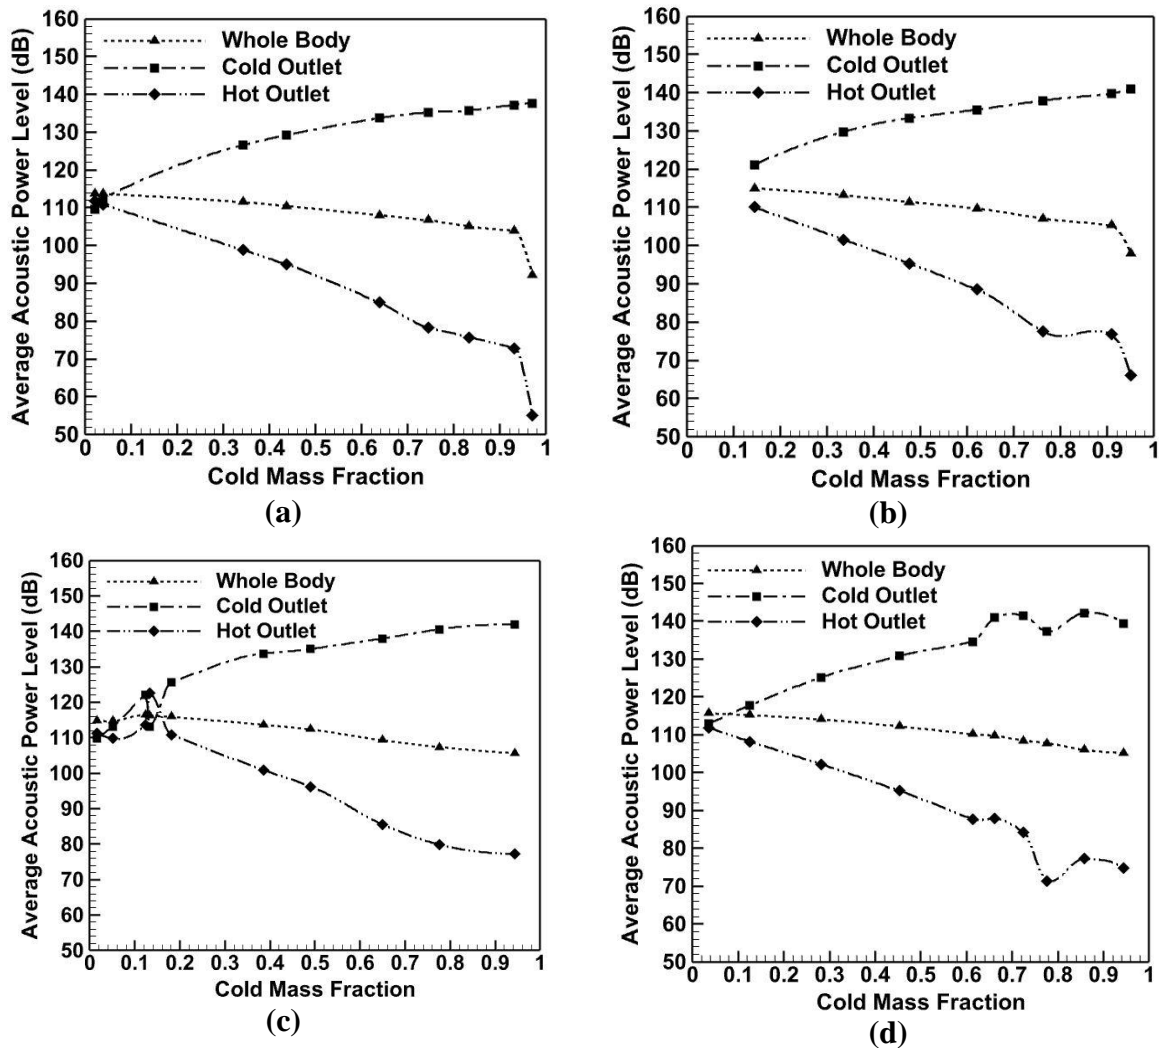 160
150
140
130
120
110
100
90
80
70
60
50
Average Acoustic Power Level (dB)
Whole Body
Cold Outlet
Hot Outlet
0 0.1 0.2 0.3 0.4 0.5 0.6 0.7 0.8 0.9 1
Cold Mass Fraction
(a)
160
150
140
130
120
110
100
90
80
70
60
50
Average Acoustic Power Level (dB)
Whole Body
Cold Outlet
Hot Outlet
0 0.1 0.2 0.3 0.4 0.5 0.6 0.7 0.8 0.9 1
Cold Mass Fraction
(b)
160
150
140
130
120
110
100
90
80
70
60
50
Average Acoustic Power Level (dB)
Whole Body
Cold Outlet
Hot Outlet
0 0.1 0.2 0.3 0.4 0.5 0.6 0.7 0.8 0.9 1
Cold Mass Fraction
(c)
160
150
140
130
120
110
100
90
80
70
60
50
Average Acoustic Power Level (dB)
Whole Body
Cold Outlet
Hot Outlet
0 0.1 0.2 0.3 0.4 0.5 0.6 0.7 0.8 0.9 1
Cold Mass Fraction
(d)